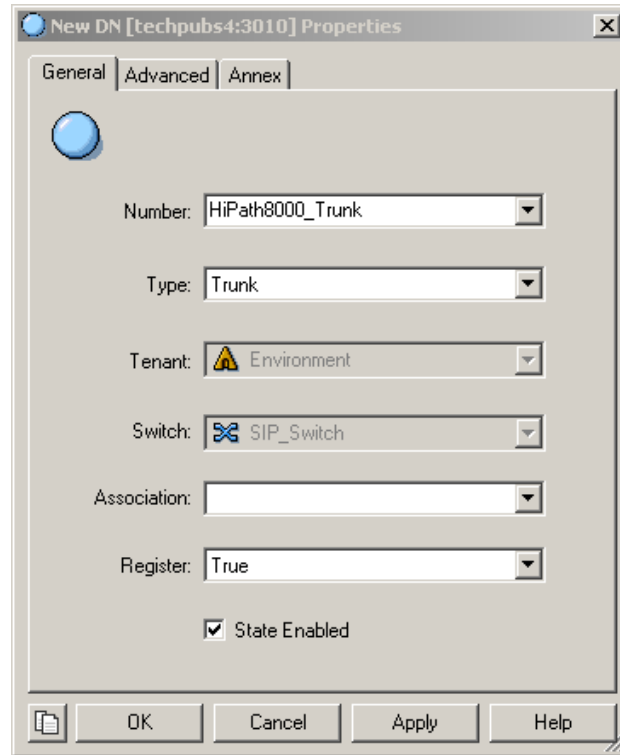 New DN [techpubs4:3010] Properties
General Advanced Annex
Number: HiPath8000_Trunk
Type: Trunk
Tenant: Environment
Switch: SIP_Switch
Association:
Register: True
State Enabled
OK Cancel Apply Help